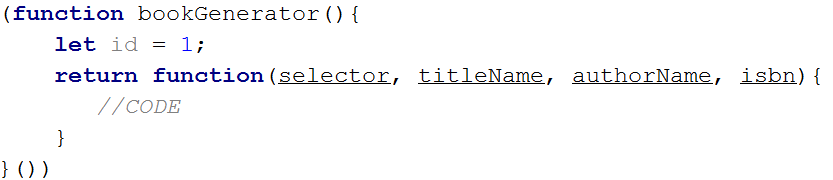 (function bookGenerator(){
    let id = 1;
    return function(selector, titleName, authorName, isbn){
       //CODE
    }
}())